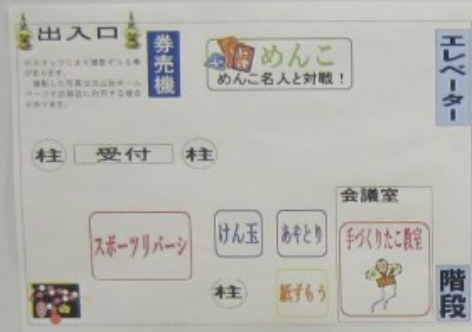 出入口
券売機
めんこ
めんこ名人と対戦！
エレベーター
柱
受付
柱
会議室
スポーツリバーシ
けん玉
あやとり
手づくりたこ教室
柱
紙ずもう
階段